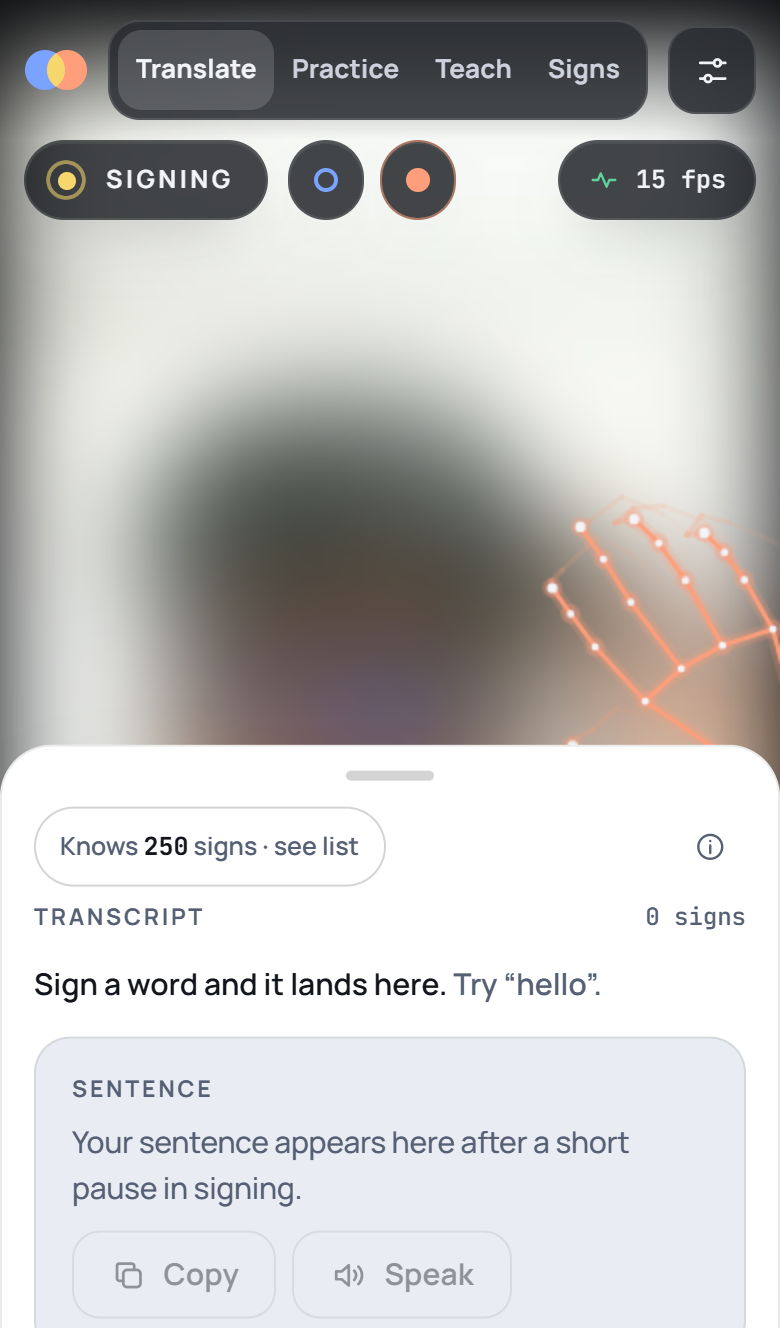 Translate Practice Teach Signs
SIGNING 15 fps
Knows 250 signs · see list
TRANSCRIPT 0 signs
Sign a word and it lands here. Try “hello”.
SENTENCE
Your sentence appears here after a short
pause in signing.
Copy Speak